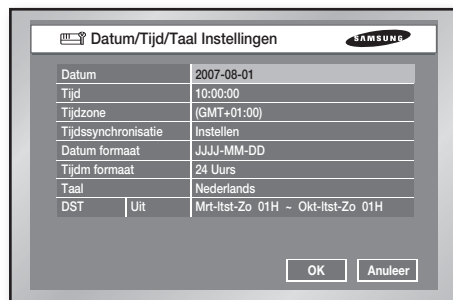 Datum/Tijd/Taal Instellingen SAMSUNG
Datum 2007-08-01
Tijd 10:00:00
Tijdzone (GMT+01:00)
Tijdssynchronisatie Instellen
Datum formaat JJJJ-MM-DD
Tijdm formaat 24 Uurs
Taal Nederlands
DST Uit Mrt-ltst-Zo 01H ~ Okt-ltst-Zo 01H
OK Anuleer